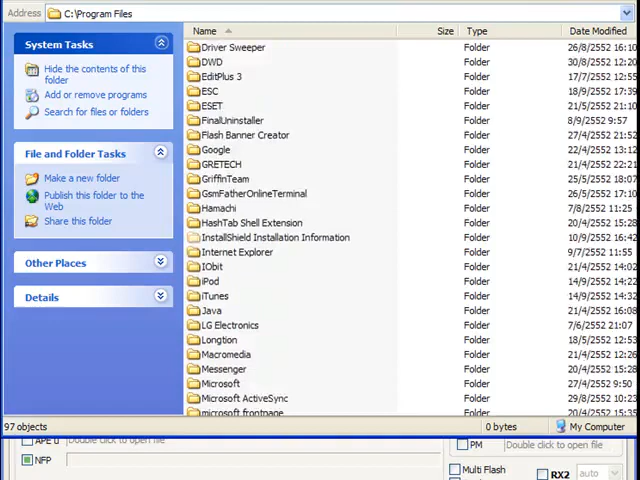 Address C:\Program Files
Name Size Type Date Modified
System Tasks
Hide the contents of this
folder
Add or remove programs
Search for files or folders
File and Folder Tasks
Make a new folder
Publish this folder to the
Web
Share this folder
Other Places
Details
Driver Sweeper Folder 26/8/2552 16:10
DWD Folder 30/8/2552 12:20
EditPlus 3 Folder 17/7/2552 12:55
ESC Folder 18/9/2552 17:39
ESET Folder 21/5/2552 21:10
FinalUninstaller Folder 8/9/2552 9:57
Flash Banner Creator Folder 27/4/2552 21:52
Google Folder 22/4/2552 13:12
GRETECH Folder 21/4/2552 22:21
GriffinTeam Folder 25/5/2552 18:07
GsmFatherOnlineTerminal Folder 26/5/2552 17:10
Hamachi Folder 7/8/2552 11:25
HashTab Shell Extension Folder 20/4/2552 15:28
InstallShield Installation Information Folder 10/9/2552 16:42
Internet Explorer Folder 9/7/2552 11:55
IObit Folder 21/4/2552 14:02
iPod Folder 14/9/2552 14:22
iTunes Folder 14/9/2552 14:32
Java Folder 21/4/2552 16:08
LG Electronics Folder 7/6/2552 21:07
Longtion Folder 18/5/2552 12:53
Macromedia Folder 21/4/2552 12:26
Messenger Folder 20/4/2552 15:28
Microsoft Folder 27/4/2552 9:50
Microsoft ActiveSync Folder 29/8/2552 10:23
microsoft frontpage Folder 20/4/2552 15:35
97 objects 0 bytes My Computer
Double click to open file
PM Double click to open file
NFP
Multi Flash
RX2 auto